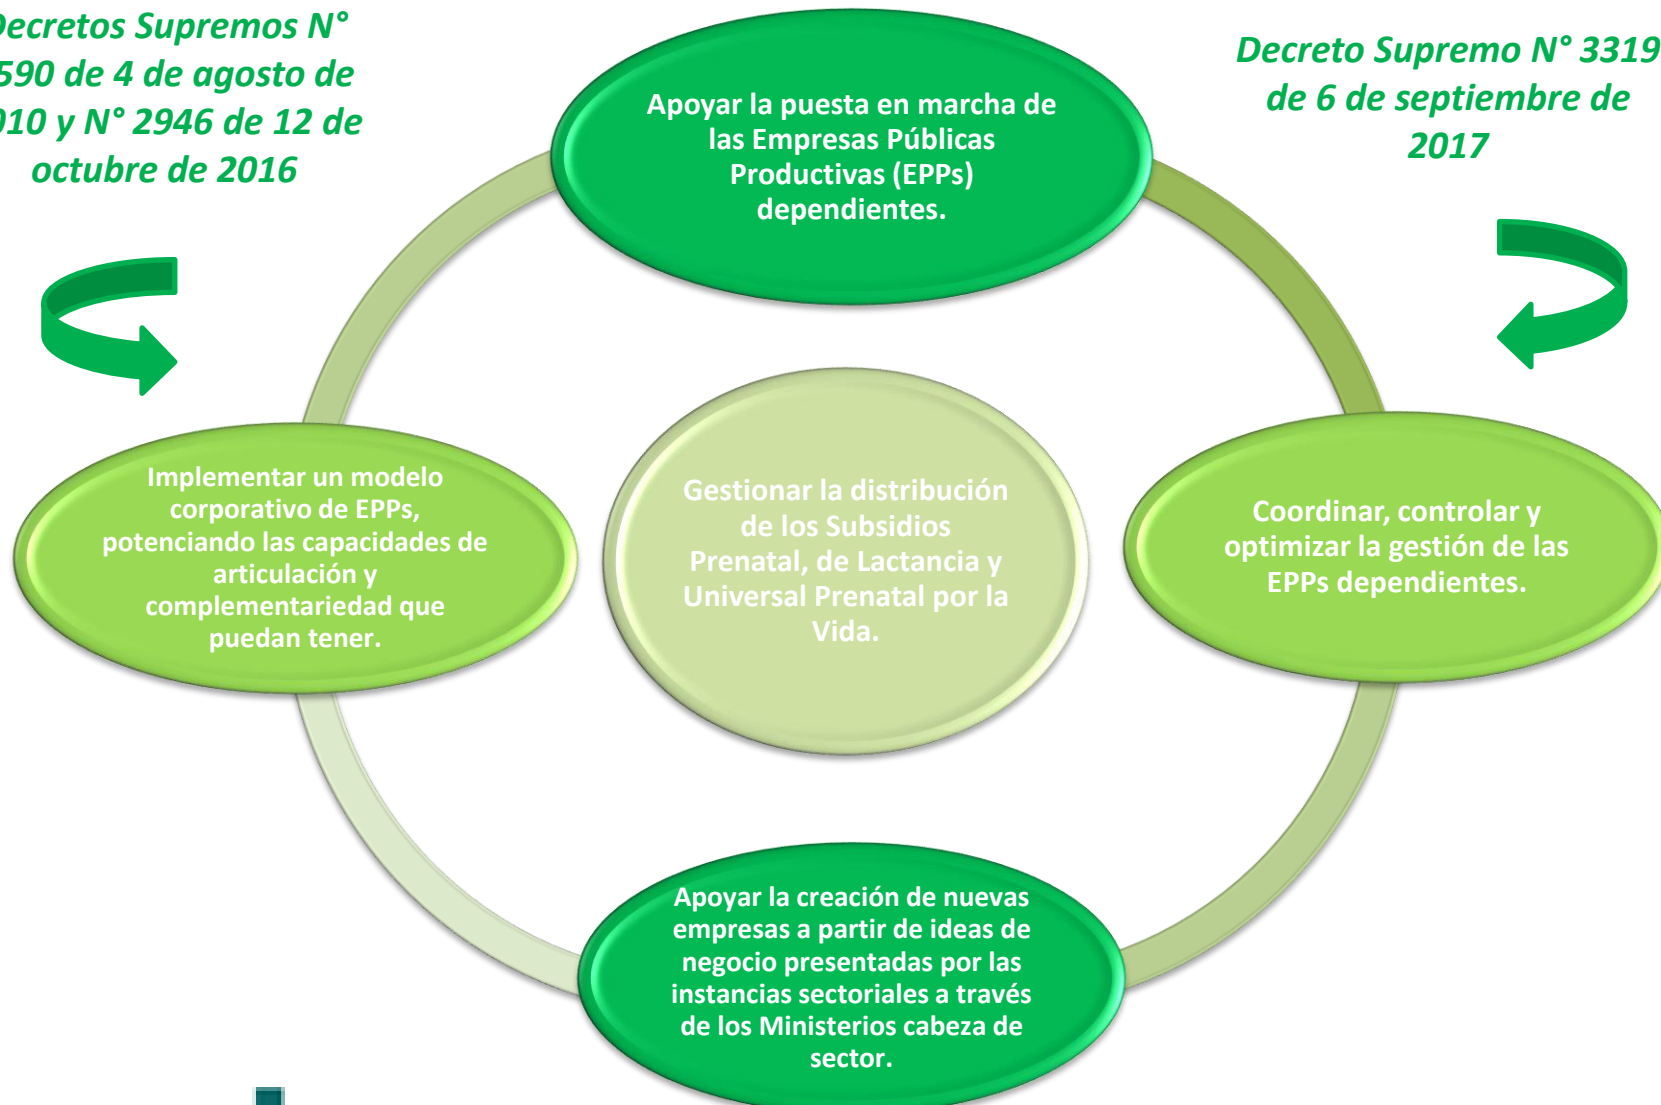 Decretos Supremos N°
590 de 4 de agosto de
010 y N° 2946 de 12 de
octubre de 2016
Decreto Supremo N° 3319
de 6 de septiembre de
2017
Apoyar la puesta en marcha de
las Empresas Públicas
Productivas (EPPs)
dependientes.
Implementar un modelo
corporativo de EPPs,
potenciando las capacidades de
articulación y
complementariedad que
puedan tener.
Gestionar la distribución
de los Subsidios
Prenatal, de Lactancia y
Universal Prenatal por la
Vida.
Coordinar, controlar y
optimizar la gestión de las
EPPs dependientes.
Apoyar la creación de nuevas
empresas a partir de ideas de
negocio presentadas por las
instancias sectoriales a través
de los Ministerios cabeza de
sector.